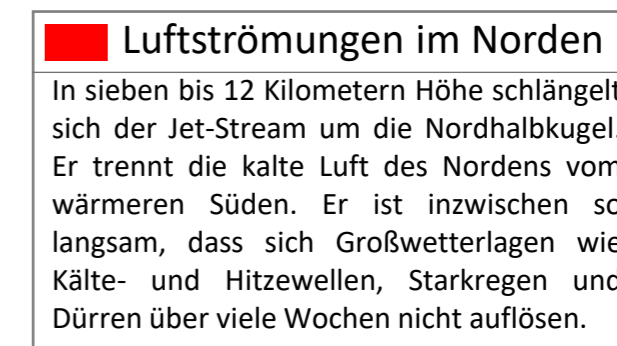 Luftströmungen im Norden
In sieben bis 12 Kilometern Höhe schlängelt
sich der Jet-Stream um die Nordhalbkugel.
Er trennt die kalte Luft des Nordens vom
wärmeren Süden. Er ist inzwischen so
langsam, dass sich Großwetterlagen wie
Kälte- und Hitzewellen, Starkregen und
Dürren über viele Wochen nicht auflösen.